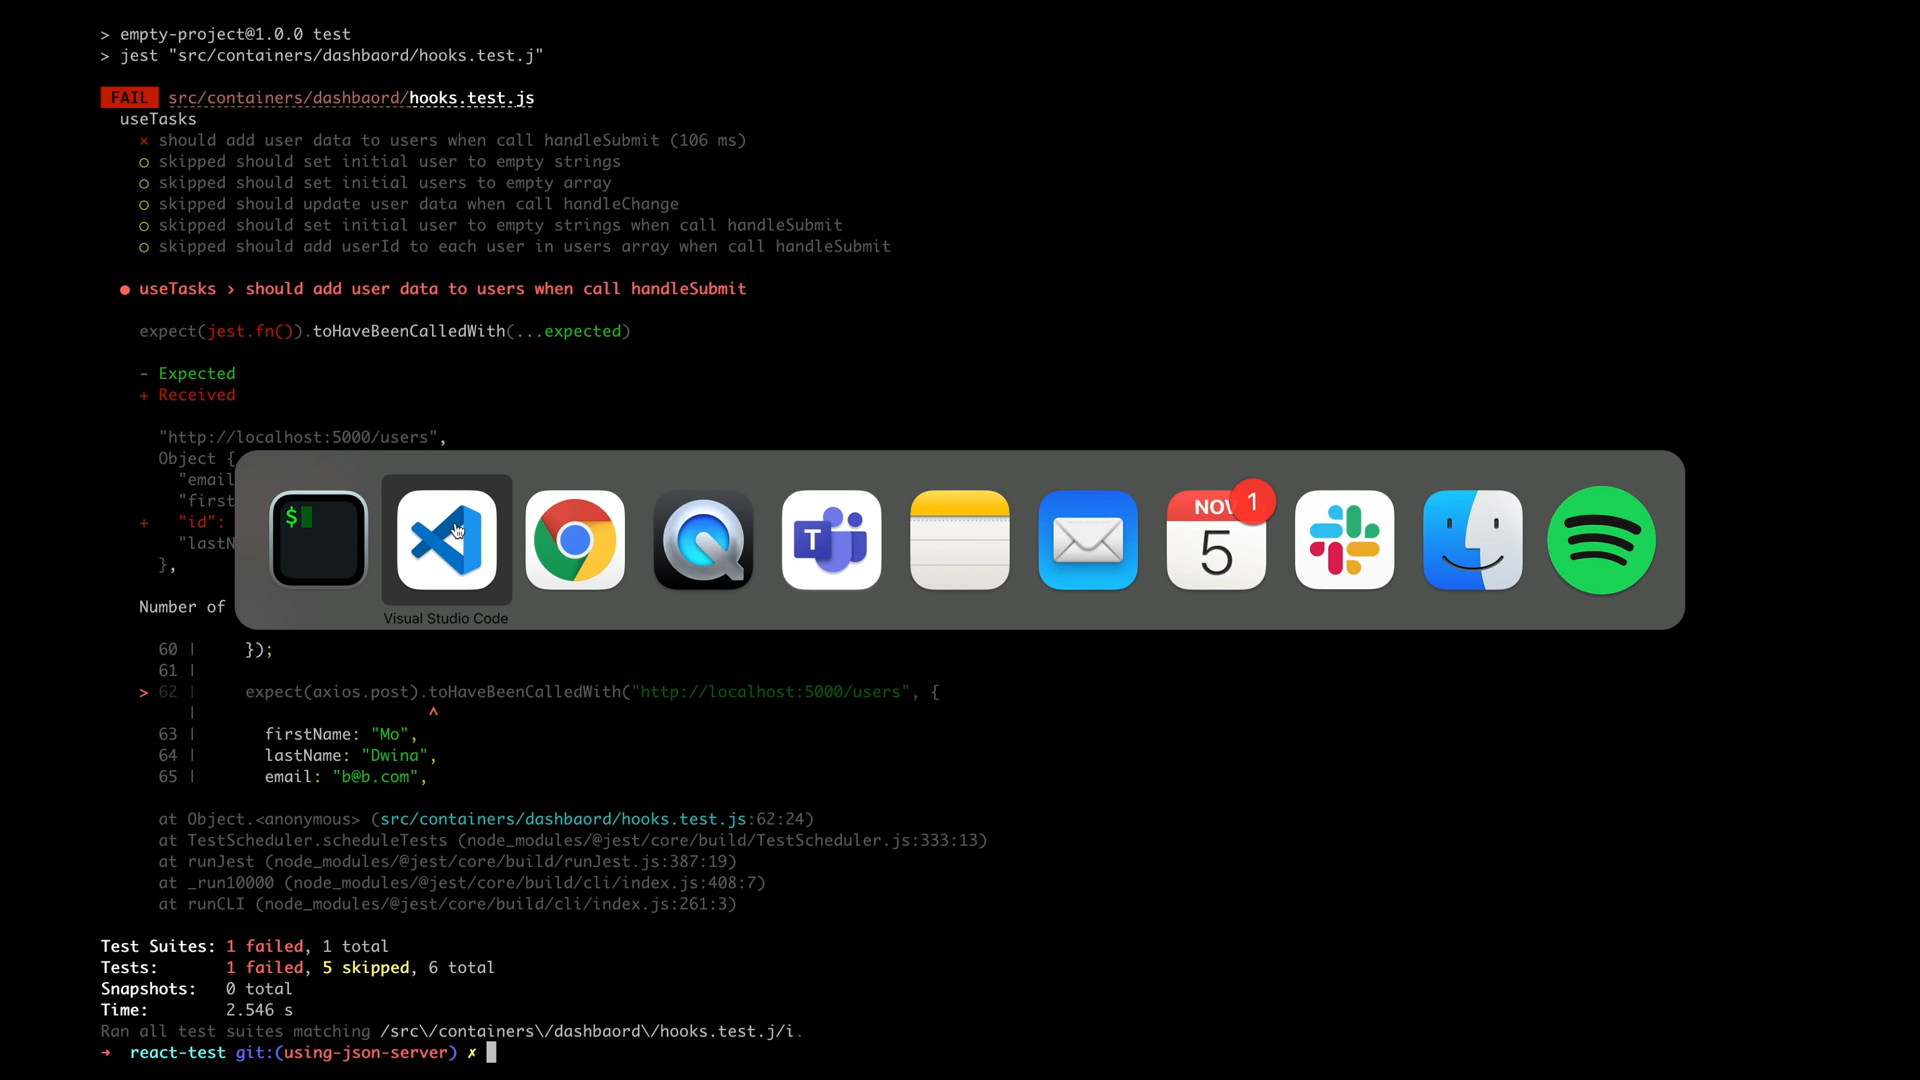 > empty-project@1.0.0 test
> jest "src/containers/dashbaord/hooks.test.j"
FAIL src/containers/dashbaord/hooks.test.js
useTasks
× should add user data to users when call handleSubmit (106 ms)
○ skipped should set initial user to empty strings
○ skipped should set initial users to empty array
○ skipped should update user data when call handleChange
○ skipped should set initial user to empty strings when call handleSubmit
○ skipped should add userId to each user in users array when call handleSubmit
● useTasks › should add user data to users when call handleSubmit
expect(jest.fn()).toHaveBeenCalledWith(...expected)
- Expected
+ Received
"http://localhost:5000/users",
Object {
"email
"first
+ "id":
"lastN
},
$
T
NOV 1
5
Visual Studio Code
Number of
60 | });
61 |
> 62 | expect(axios.post).toHaveBeenCalledWith("http://localhost:5000/users", {
| ^
63 | firstName: "Mo",
64 | lastName: "Dwina",
65 | email: "b@b.com",
at Object.<anonymous> (src/containers/dashbaord/hooks.test.js:62:24)
at TestScheduler.scheduleTests (node_modules/@jest/core/build/TestScheduler.js:333:13)
at runJest (node_modules/@jest/core/build/runJest.js:387:19)
at _run10000 (node_modules/@jest/core/build/cli/index.js:408:7)
at runCLI (node_modules/@jest/core/build/cli/index.js:261:3)
Test Suites: 1 failed, 1 total
Tests: 1 failed, 5 skipped, 6 total
Snapshots: 0 total
Time: 2.546 s
Ran all test suites matching /src\/containers\/dashbaord\/hooks.test.j/i.
→ react-test git:(using-json-server) ✗